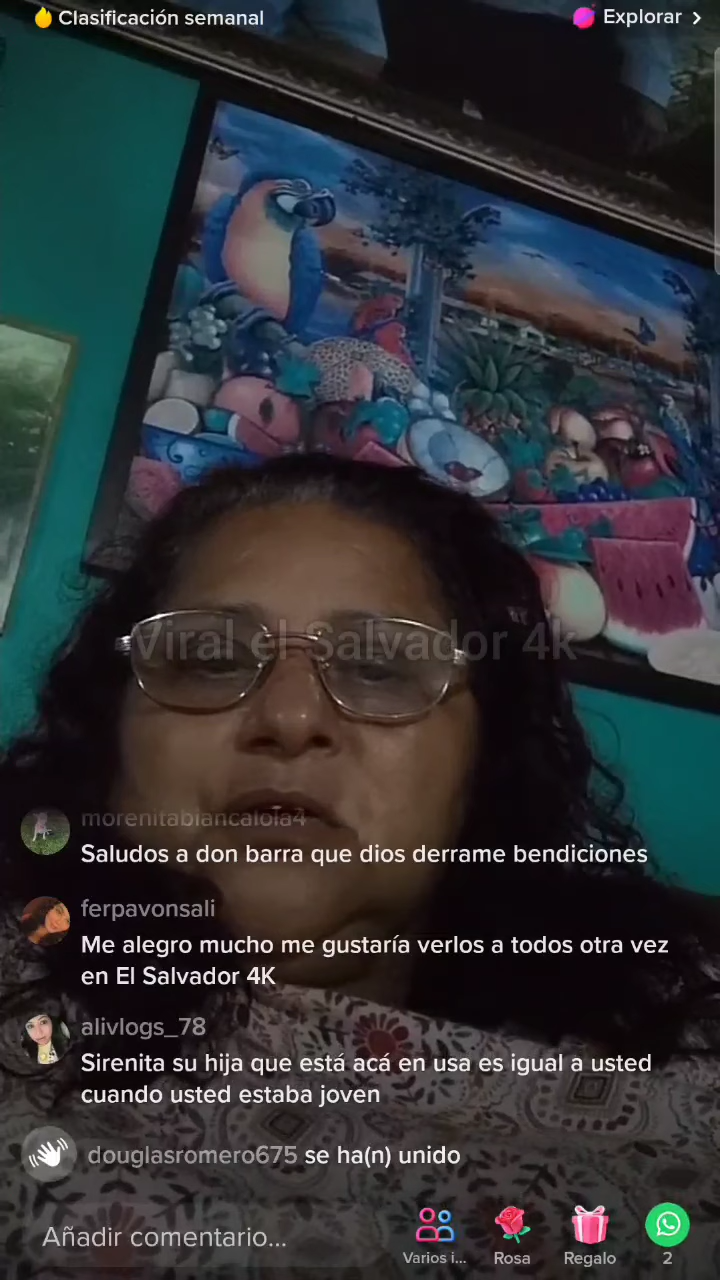 Clasificación semanal
Explorar
Viral el Salvador 4k
morenitablancalola4
Saludos a don barra que dios derrame bendiciones
ferpavonsali
Me alegro mucho me gustaría verlos a todos otra vez
en El Salvador 4K
alivlogs_78
Sirenita su hija que está acá en usa es igual a usted
cuando usted estaba joven
douglasromero675 se ha(n) unido
Añadir comentario...
Varios i...
Rosa
Regalo
2